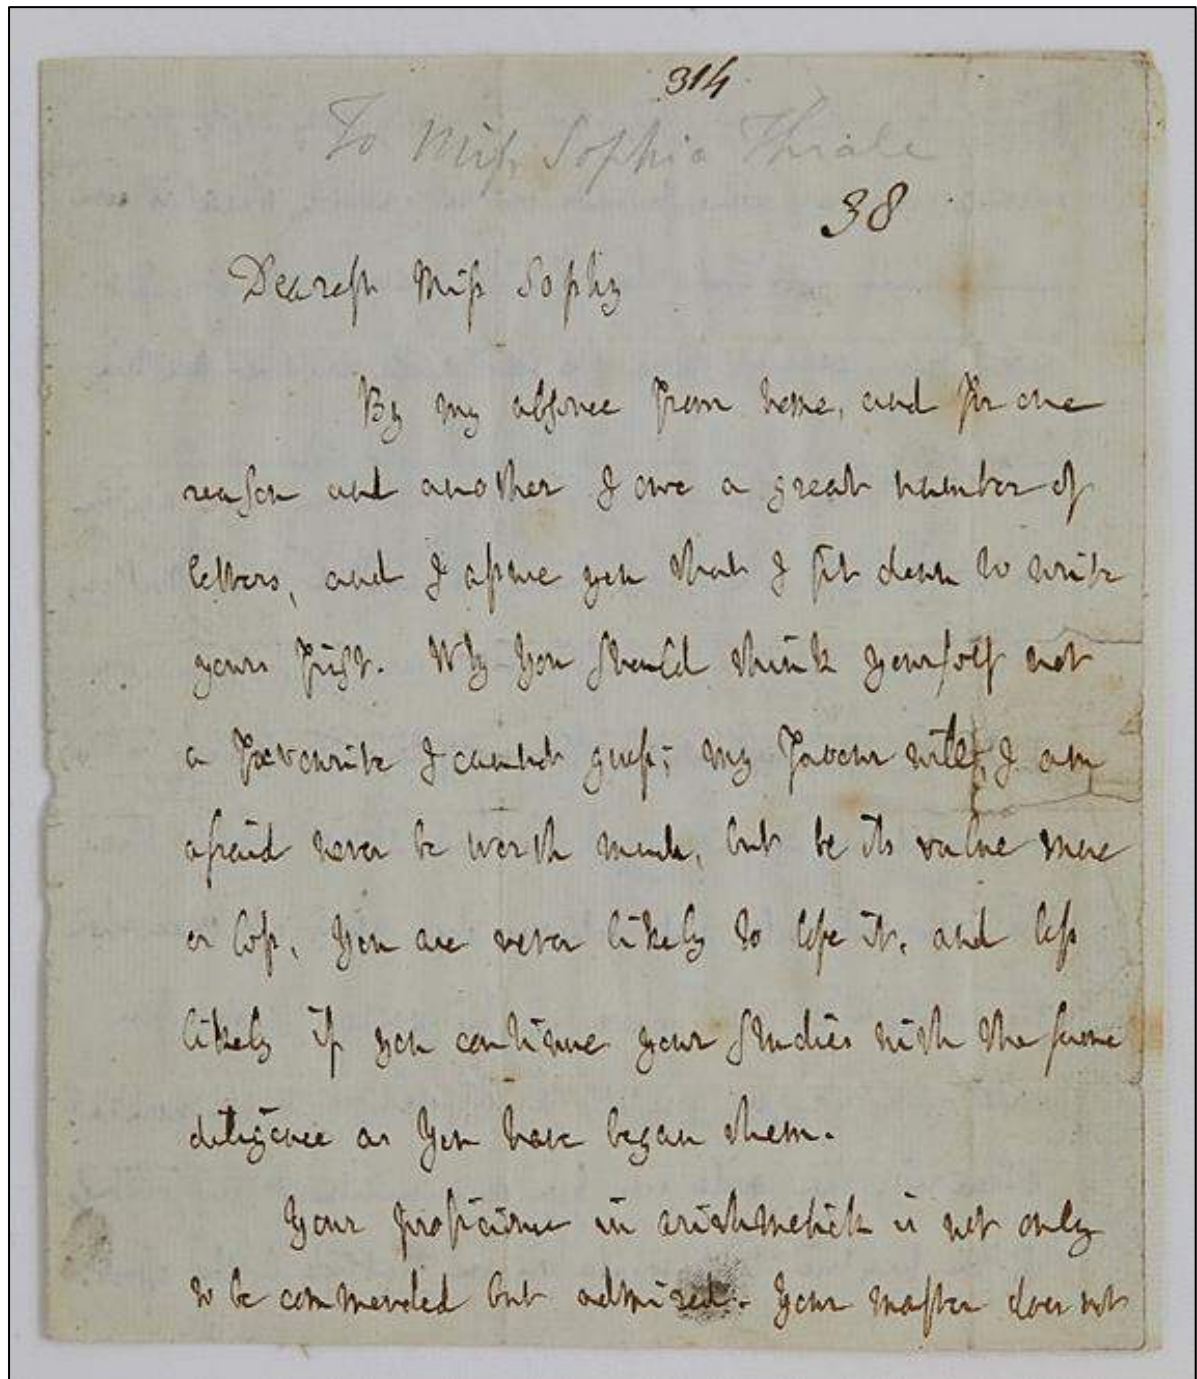 314
To Miss Sophia Thrale
38
Dearest Miss Sophy
By my absence from home, and for one
reason and another I owe a great number of
letters, and I assure you that I sit down to write
yours first. Why you should think yourself not
a favourite I cannot guess; my favour will, I am
afraid never be worth much, but be its value more
or less, you are never likely to lose it, and less
likely if you continue your studies with the same
diligence as you have began them.
Your proficience in arithmetick is not only
to be commended but admired. Your master does not